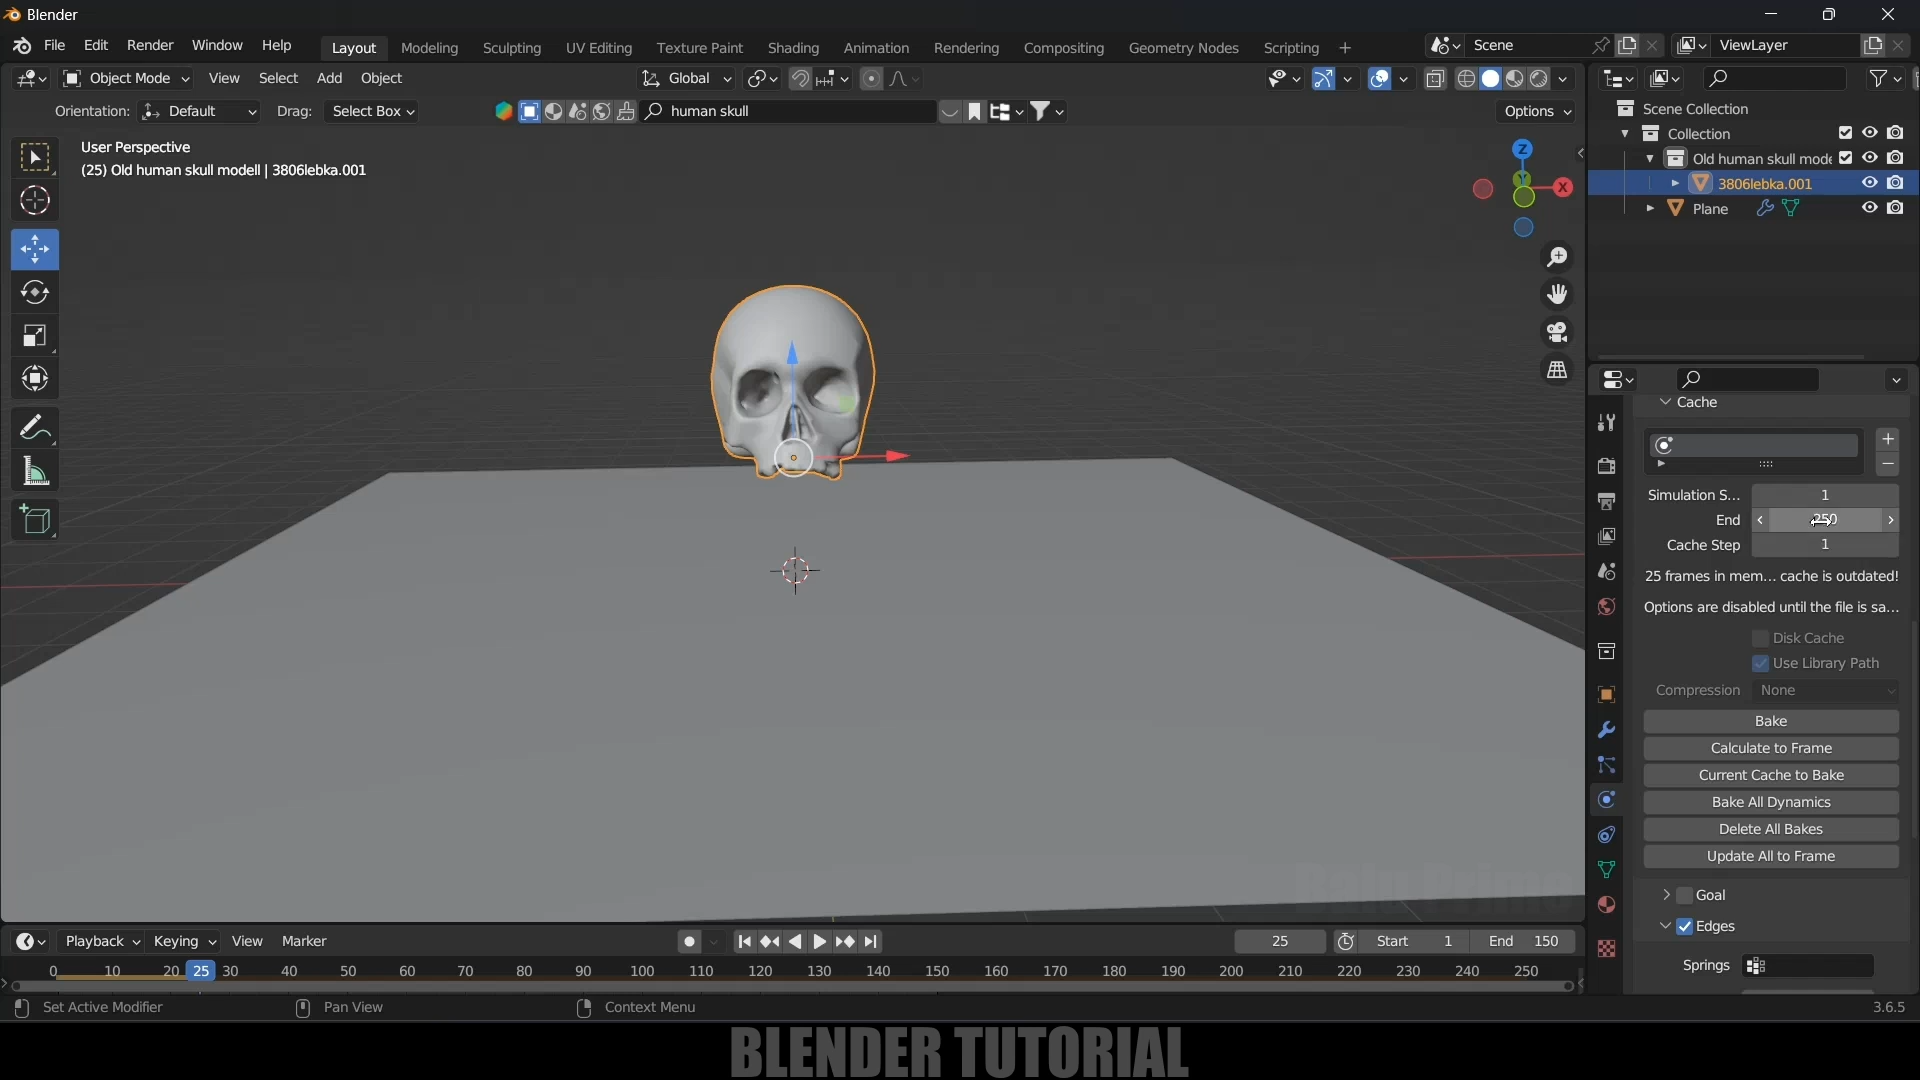 Blender
File Edit Render Window Help
Layout Modeling Sculpting UV Editing Texture Paint Shading Animation Rendering Compositing Geometry Nodes Scripting +
Scene
ViewLayer
Object Mode View Select Add Object
Global
Orientation: Default Drag: Select Box
human skull
Options
User Perspective
(25) Old human skull modell | 3806lebka.001
Z
Y
X
Scene Collection
Collection
Old human skull mode
3806lebka.001
Plane
Cache
Simulation S... 1
End 250
Cache Step 1
25 frames in mem... cache is outdated!
Options are disabled until the file is sa...
Disk Cache
Use Library Path
Compression None
Bake
Calculate to Frame
Current Cache to Bake
Bake All Dynamics
Delete All Bakes
Update All to Frame
Goal
Edges
Springs
Balu Prime
Playback Keying View Marker
25 Start 1 End 150
0 10 20 25 30 40 50 60 70 80 90 100 110 120 130 140 150 160 170 180 190 200 210 220 230 240 250
Set Active Modifier Pan View Context Menu
3.6.5
BLENDER TUTORIAL